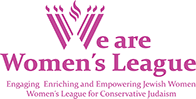 We are
Women's League
Engaging Enriching and Empowering Jewish Women
Women's League for Conservative Judaism